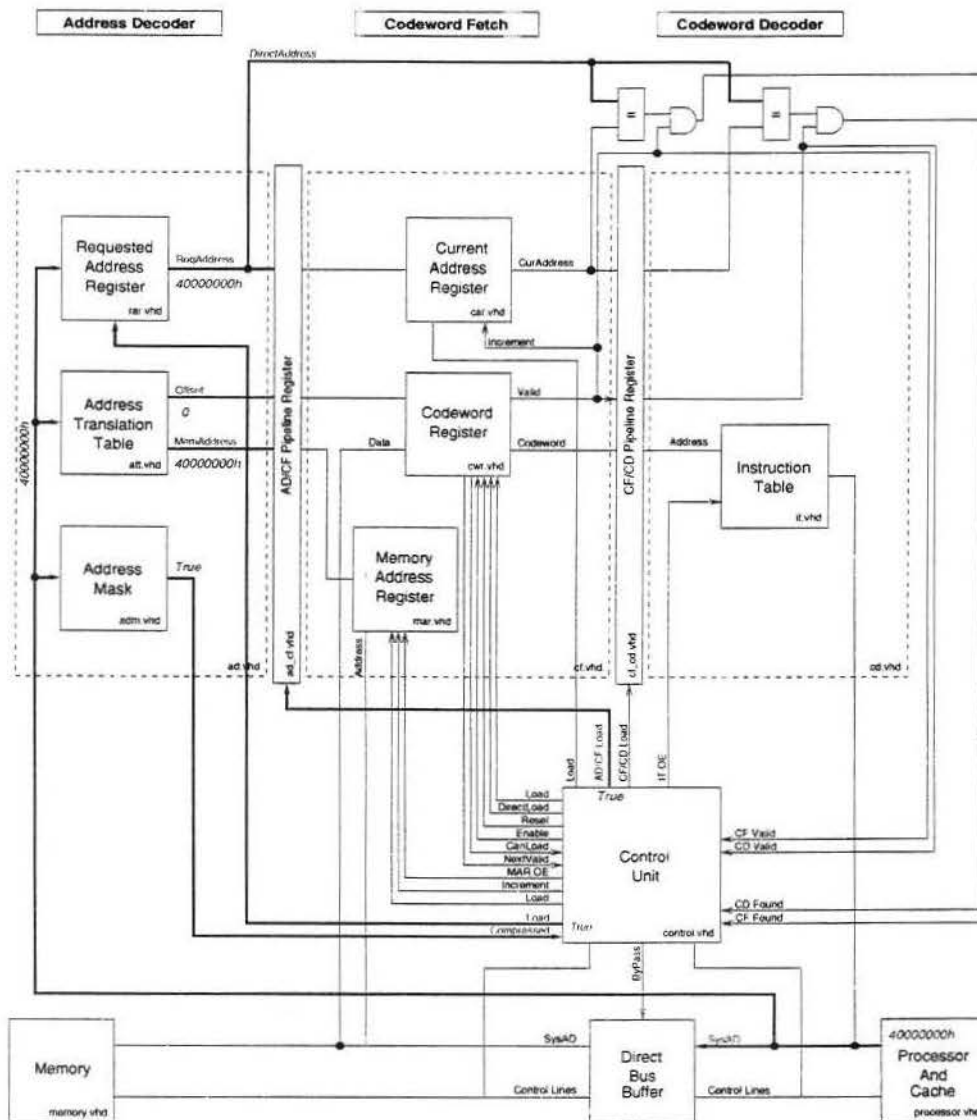 Address Decoder
Codeword Fetch
Codeword Decoder
DirectAddress
=
=
Requested
Address
Register
rar.vhd
ReqAddress
40000000h
Current
Address
Register
car.vhd
CurAddress
Increment
Address
Translation
Table
att.vhd
Offset
0
MemAddress
40000000h
40000000h
AD/CF Pipeline Register
ad_cf.vhd
Data
Codeword
Register
cwr.vhd
Valid
Codeword
CF/CD Pipeline Register
cf_cd.vhd
Address
Instruction
Table
it.vhd
Address
Mask
adm.vhd
True
Memory
Address
Register
mar.vhd
Address
ad.vhd
cf.vhd
cd.vhd
Load
AD/CF Load
CF/CD Load
IT OE
True
Load
DirectLoad
Reset
Enable
CanLoad
NextValid
MAR OE
Increment
Load
Load
Compressed
True
Control
Unit
control.vhd
CF Valid
CD Valid
CD Found
CF Found
ByPass
Memory
memory.vhd
SysAD
Control Lines
Direct
Bus
Buffer
SysAD
Control Lines
40000000h
Processor
And
Cache
processor.vhd